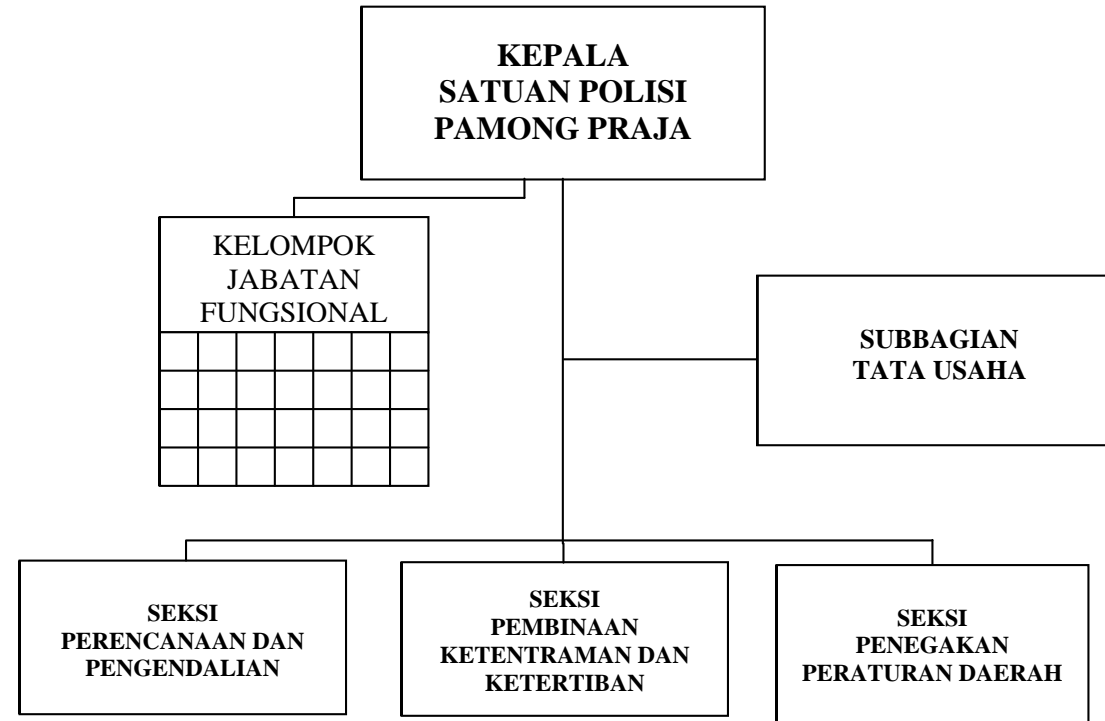 KEPALA
SATUAN POLISI
PAMONG PRAJA
KELOMPOK
JABATAN
FUNGSIONAL
SUBBAGIAN
TATA USAHA
SEKSI
PERENCANAAN DAN
PENGENDALIAN
SEKSI
PEMBINAAN
KETENTRAMAN DAN
KETERTIBAN
SEKSI
PENEGAKAN
PERATURAN DAERAH